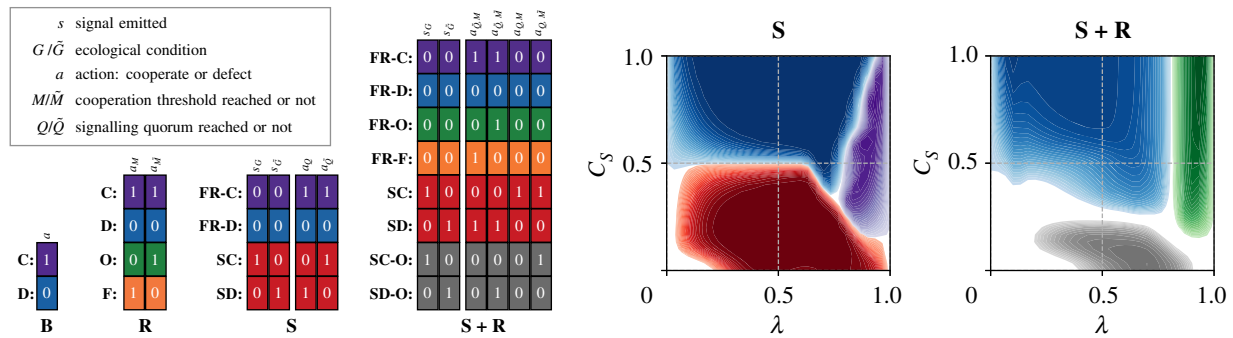 s signal emitted
G/G̃ ecological condition
a action: cooperate or defect
M/M̃ cooperation threshold reached or not
Q/Q̃ signalling quorum reached or not
a
C: 1
D: 0
B
a_M a_M̃
C: 1 1
D: 0 0
O: 0 1
F: 1 0
R
s_G s_G̃ a_Q a_Q̃
FR-C: 0 0 1 1
FR-D: 0 0 0 0
SC: 1 0 0 1
SD: 0 1 1 0
S
s_G s_G̃ a_Q̃,M a_Q̃,M̃ a_Q,M a_Q,M̃
FR-C: 0 0 1 1 0 0
FR-D: 0 0 0 0 0 0
FR-O: 0 0 0 1 0 0
FR-F: 0 0 1 0 0 0
SC: 1 0 0 0 1 1
SD: 0 1 1 1 0 0
SC-O: 1 0 0 0 0 1
SD-O: 0 1 0 1 0 0
S + R
S
1.0
C_S
0.5
0 0.5 1.0
λ
S + R
1.0
C_S
0.5
0 0.5 1.0
λ